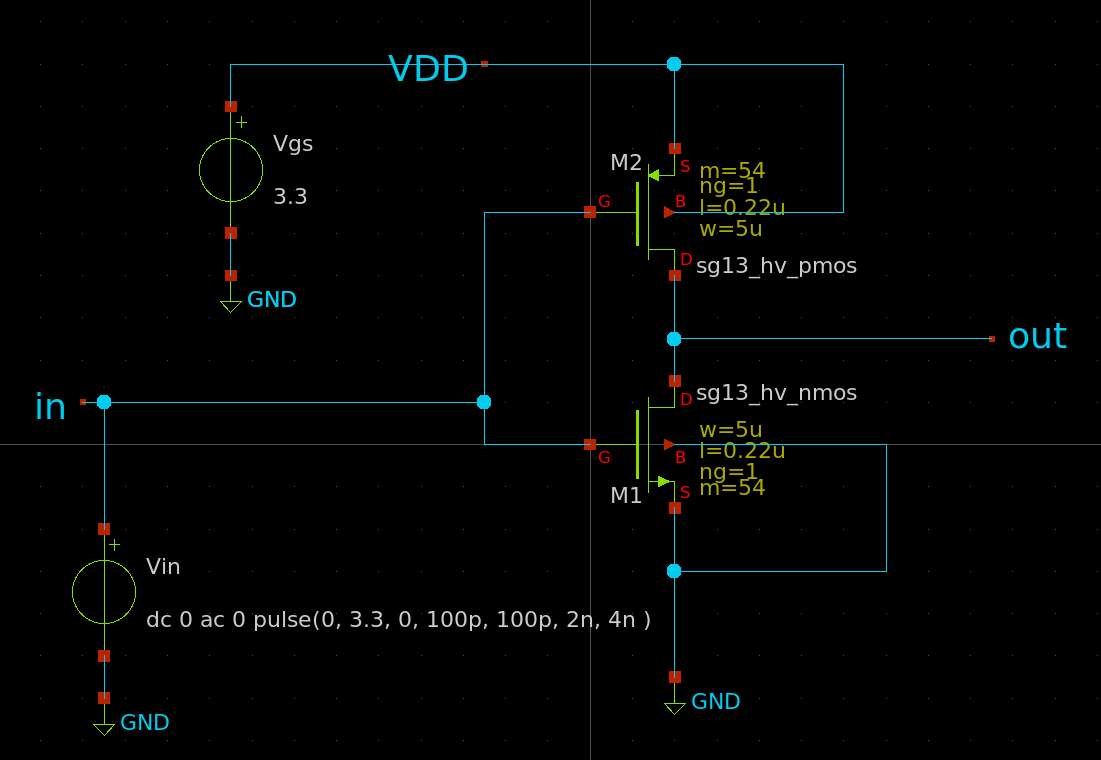 VDD
+
Vgs
3.3
GND
M2
S
m=54
ng=1
G
B
l=0.22u
w=5u
D
sg13_hv_pmos
out
in
D
sg13_hv_nmos
w=5u
l=0.22u
G
B
ng=1
M1
S
m=54
+
Vin
dc 0 ac 0 pulse(0, 3.3, 0, 100p, 100p, 2n, 4n )
GND
GND